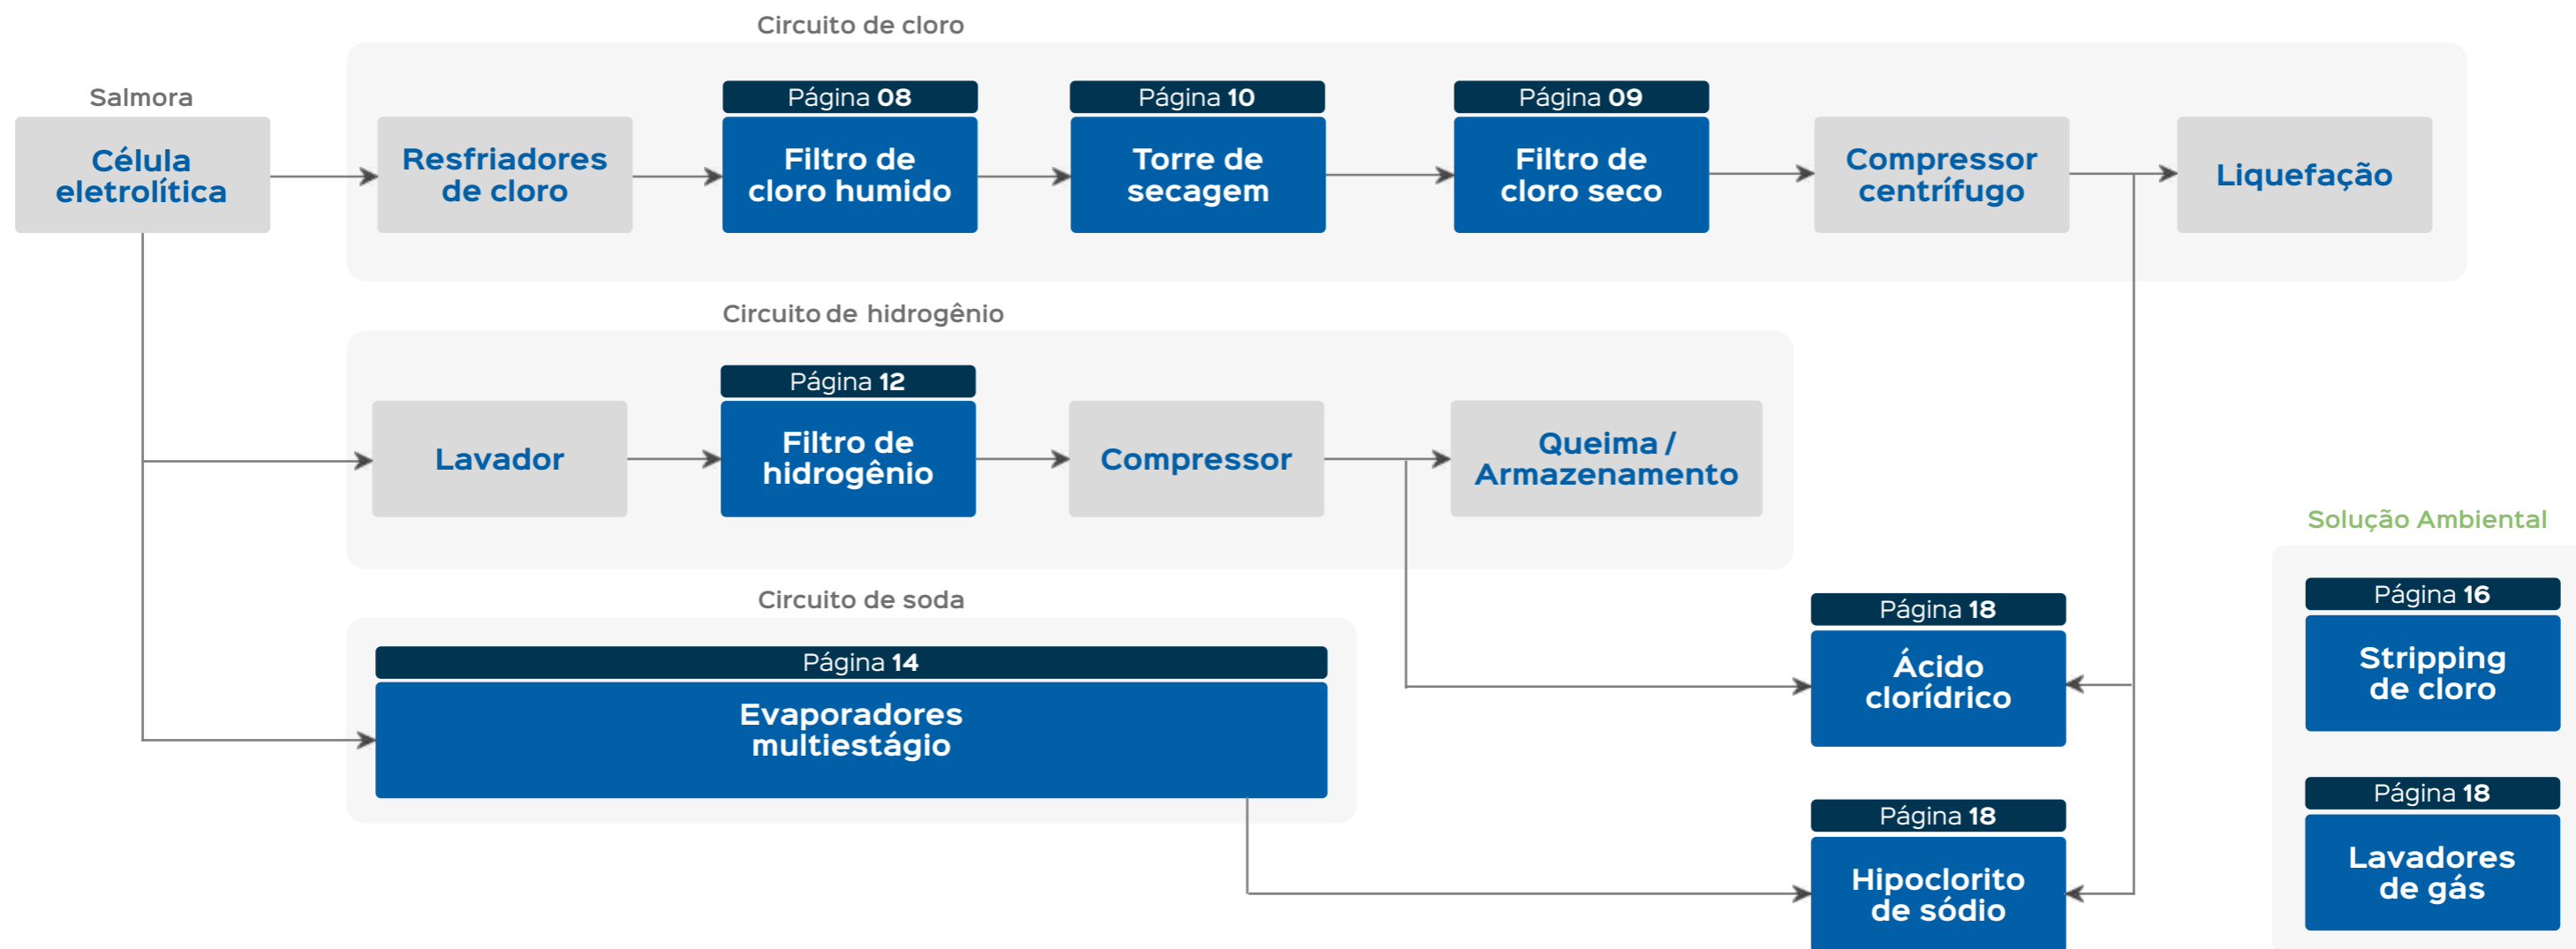 Circuito de cloro
Salmora
Célula
eletrolítica
Resfriadores
de cloro
Página 08
Filtro de
cloro humido
Página 10
Torre de
secagem
Página 09
Filtro de
cloro seco
Compressor
centrífugo
Liquefação
Circuito de hidrogênio
Lavador
Página 12
Filtro de
hidrogênio
Compressor
Queima /
Armazenamento
Circuito de soda
Página 14
Evaporadores
multiestágio
Página 18
Ácido
clorídrico
Página 18
Hipoclorito
de sódio
Solução Ambiental
Página 16
Stripping
de cloro
Página 18
Lavadores
de gás